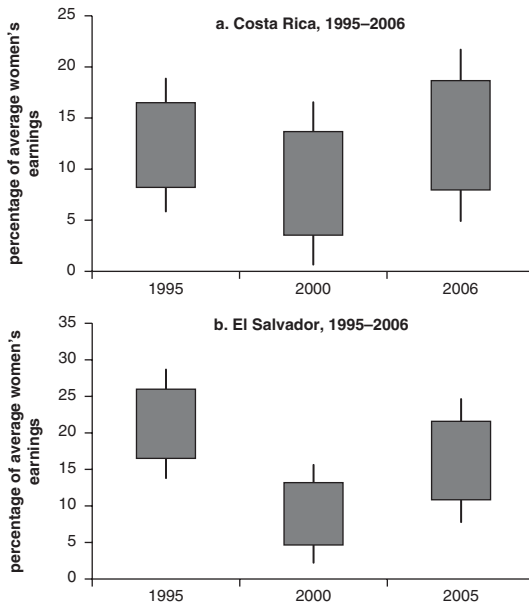 a. Costa Rica, 1995–2006
percentage of average women's
earnings
25
20
15
10
5
0
1995 2000 2006
b. El Salvador, 1995–2006
percentage of average women's
earnings
35
30
25
20
15
10
5
0
1995 2000 2005